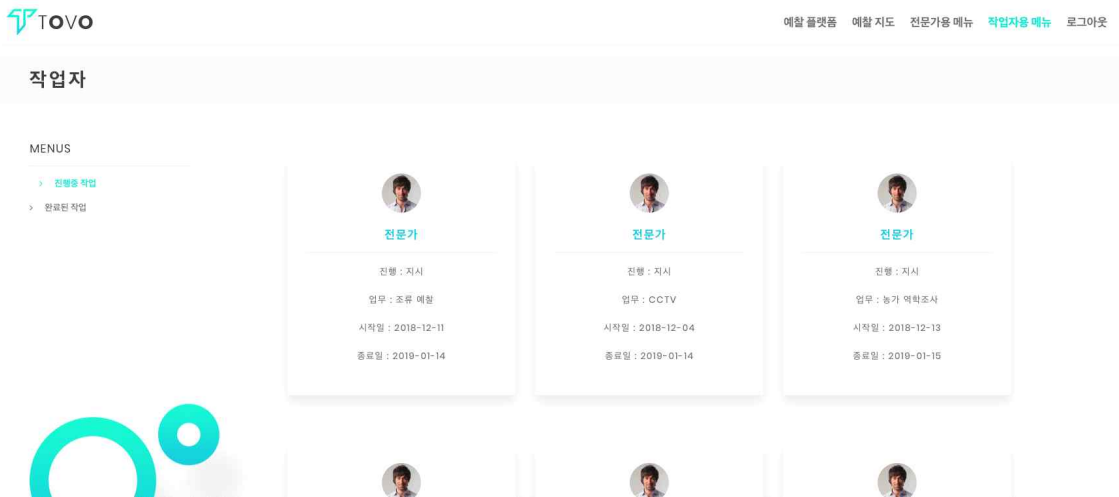 TOVO
예찰 플랫폼 예찰 지도 전문가용 메뉴 작업자용 메뉴 로그아웃
작업자
MENUS
> 진행중 작업
> 완료된 작업
전문가
진행 : 지시
업무 : 조류 예찰
시작일 : 2018-12-11
종료일 : 2019-01-14
전문가
진행 : 지시
업무 : CCTV
시작일 : 2018-12-04
종료일 : 2019-01-14
전문가
진행 : 지시
업무 : 농가 역학조사
시작일 : 2018-12-13
종료일 : 2019-01-15